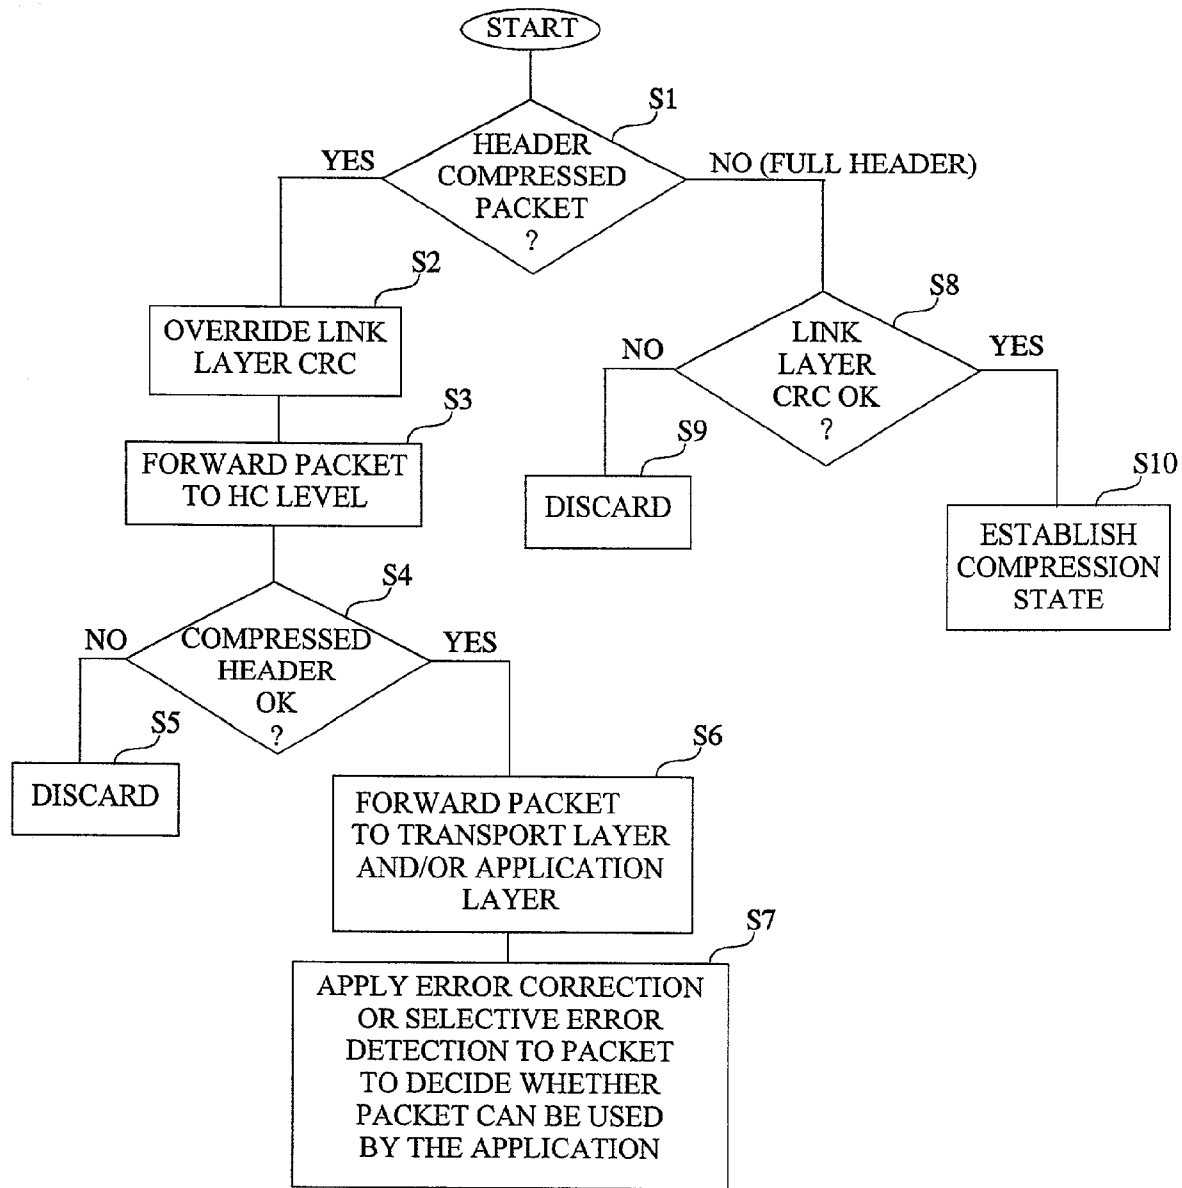 START
S1
HEADER
COMPRESSED
PACKET
?
YES
NO (FULL HEADER)
S2
OVERRIDE LINK
LAYER CRC
S8
LINK
LAYER
CRC OK
?
NO
YES
S3
FORWARD PACKET
TO HC LEVEL
S9
DISCARD
S10
ESTABLISH
COMPRESSION
STATE
S4
COMPRESSED
HEADER
OK
?
NO
YES
S5
DISCARD
S6
FORWARD PACKET
TO TRANSPORT LAYER
AND/OR APPLICATION
LAYER
S7
APPLY ERROR CORRECTION
OR SELECTIVE ERROR
DETECTION TO PACKET
TO DECIDE WHETHER
PACKET CAN BE USED
BY THE APPLICATION